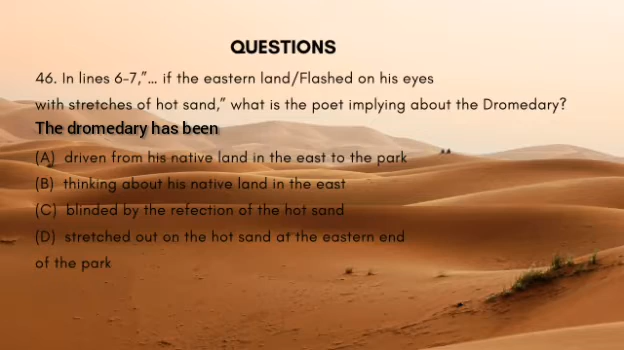 QUESTIONS
46. In lines 6-7,"... if the eastern land/Flashed on his eyes
with stretches of hot sand," what is the poet implying about the Dromedary?
The dromedary has been
(A) driven from his native land in the east to the park
(B) thinking about his native land in the east
(C) blinded by the refection of the hot sand
(D) stretched out on the hot sand at the eastern end
of the park